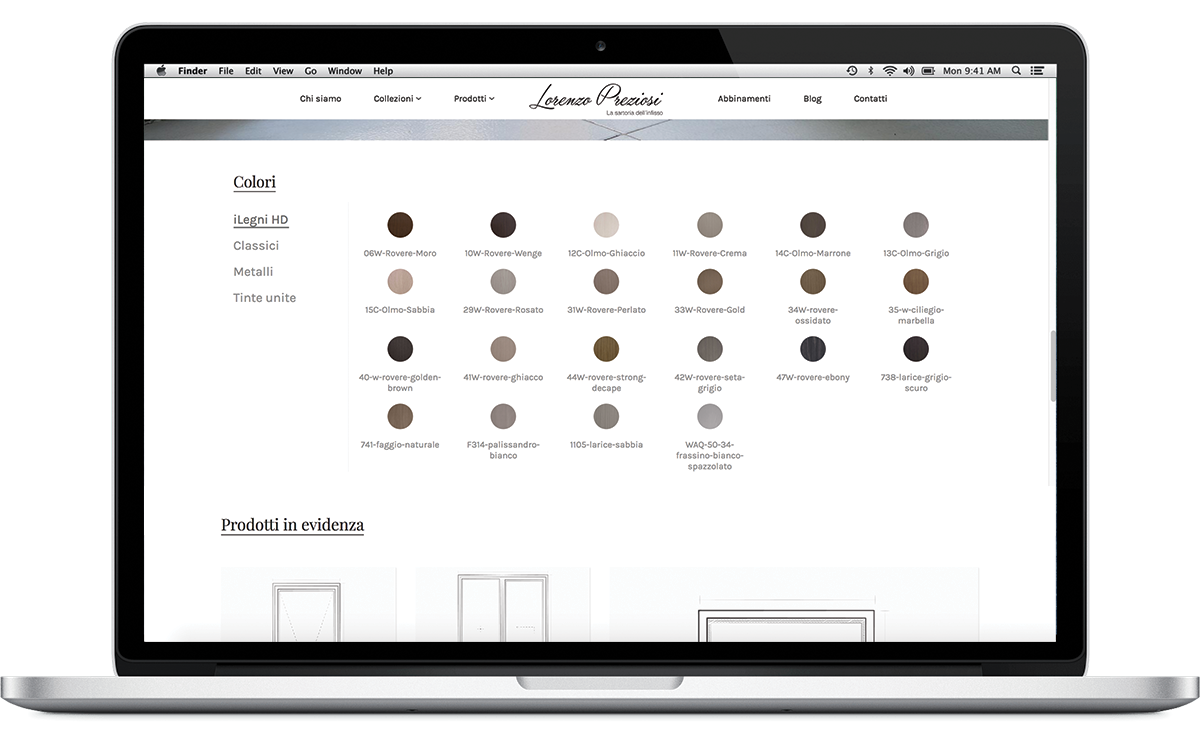 Finder File Edit View Go Window Help Mon 9:41 AM
Chi siamo Collezioni Prodotti Lorenzo Preziosi Abbinamenti Blog Contatti
La sartoria dell'infisso
Colori
iLegni HD
Classici
Metalli
Tinte unite
06W-Rovere-Moro 10W-Rovere-Wenge 12C-Olmo-Ghiaccio 11W-Rovere-Crema 14C-Olmo-Marrone 13C-Olmo-Grigio
15C-Olmo-Sabbia 29W-Rovere-Rosato 31W-Rovere-Perlato 33W-Rovere-Gold 34W-rovere- 35-w-ciliegio-
ossidato marbella
40-w-rovere-golden- 41W-rovere-ghiacco 44W-rovere-strong- 42W-rovere-seta- 47W-rovere-ebony 738-larice-grigio-
brown decape grigio scuro
741-faggio-naturale F314-palissandro- 1105-larice-sabbia WAQ-50-34-
bianco frassino-bianco-
spazzolato
Prodotti in evidenza